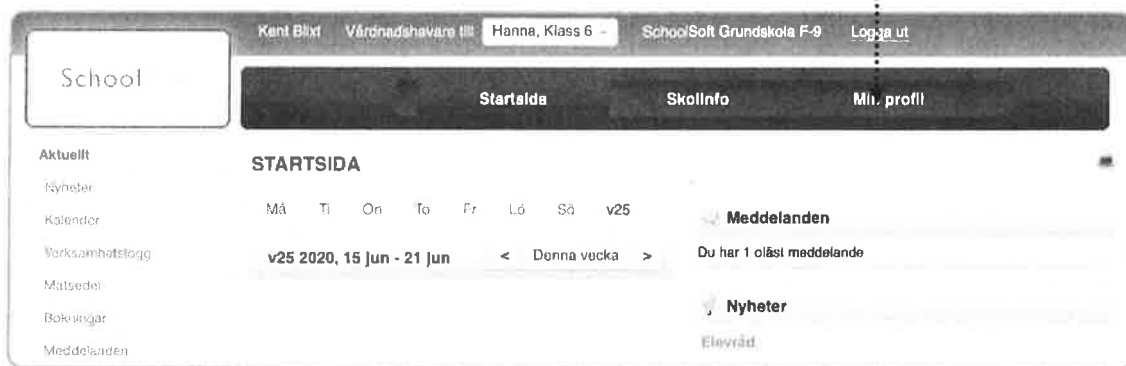 Kent Blixt Vårdnadshavare till Hanna, Klass 6 SchoolSoft Grundskola F-9 Logga ut
School
Startsida Skolinfo Min profil
Aktuellt
Nyheter
Kalender
Verksamhetslogg
Matsedel
Bokningar
Meddelanden
STARTSIDA
Må Ti On To Fr Lö Sö v25
v25 2020, 15 jun - 21 jun < Denna vecka >
Meddelanden
Du har 1 oläst meddelande
Nyheter
Elevråd